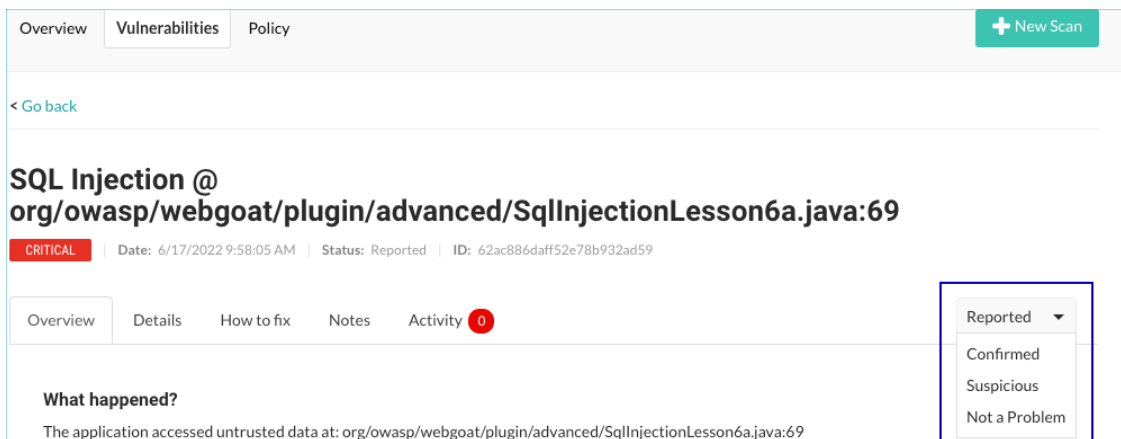 Overview Vulnerabilities Policy
New Scan
< Go back
SQL Injection @
org/owasp/webgoat/plugin/advanced/SqlInjectionLesson6a.java:69
CRITICAL | Date: 6/17/2022 9:58:05 AM | Status: Reported | ID: 62ac886daff52e78b932ad59
Overview Details How to fix Notes Activity 0
Reported
Confirmed
Suspicious
Not a Problem
What happened?
The application accessed untrusted data at: org/owasp/webgoat/plugin/advanced/SqlInjectionLesson6a.java:69